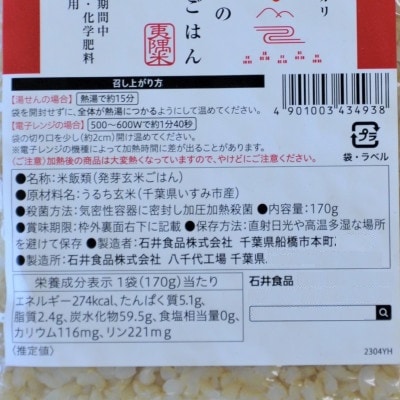 期間中
・化学肥料
用
の
ごはん
夷隅米
召し上がり方
【湯せんの場合】 熱湯で約15分
袋を開封せずに、全体が熱湯につかるようにして温めてください。
【電子レンジの場合】 500～600Wで約1分40秒
袋の切り口を少し(約2cm)開け温めてください。
※電子レンジの機種によって加熱時間に差が出ることがあります。
(ご注意)加熱後の商品は大変熱くなっていますので、やけどにご注意ください。
4901003434938
プラ
袋・ラベル
●名称:米飯類(発芽玄米ごはん)
●原材料名:うるち玄米(千葉県いすみ市産)
●殺菌方法:気密性容器に密封し加圧加熱殺菌 ●内容量:170g
●賞味期限:枠外裏面右下に記載 ●保存方法:直射日光や高温多湿な場所
を避けて保存 ●製造者:石井食品株式会社 千葉県船橋市本町
●製造所:石井食品株式会社 八千代工場 千葉県
栄養成分表示 1袋(170g)当たり
エネルギー274kcal、たんぱく質5.1g、
脂質2.4g、炭水化物59.5g、食塩相当量0g、
カリウム116mg、リン221mg
〈推定値〉
石井食品
2304YH